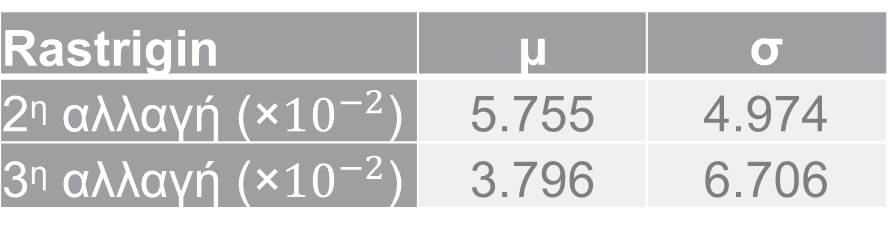 Rastrigin μ σ
2η αλλαγή (×10⁻²) 5.755 4.974
3η αλλαγή (×10⁻²) 3.796 6.706